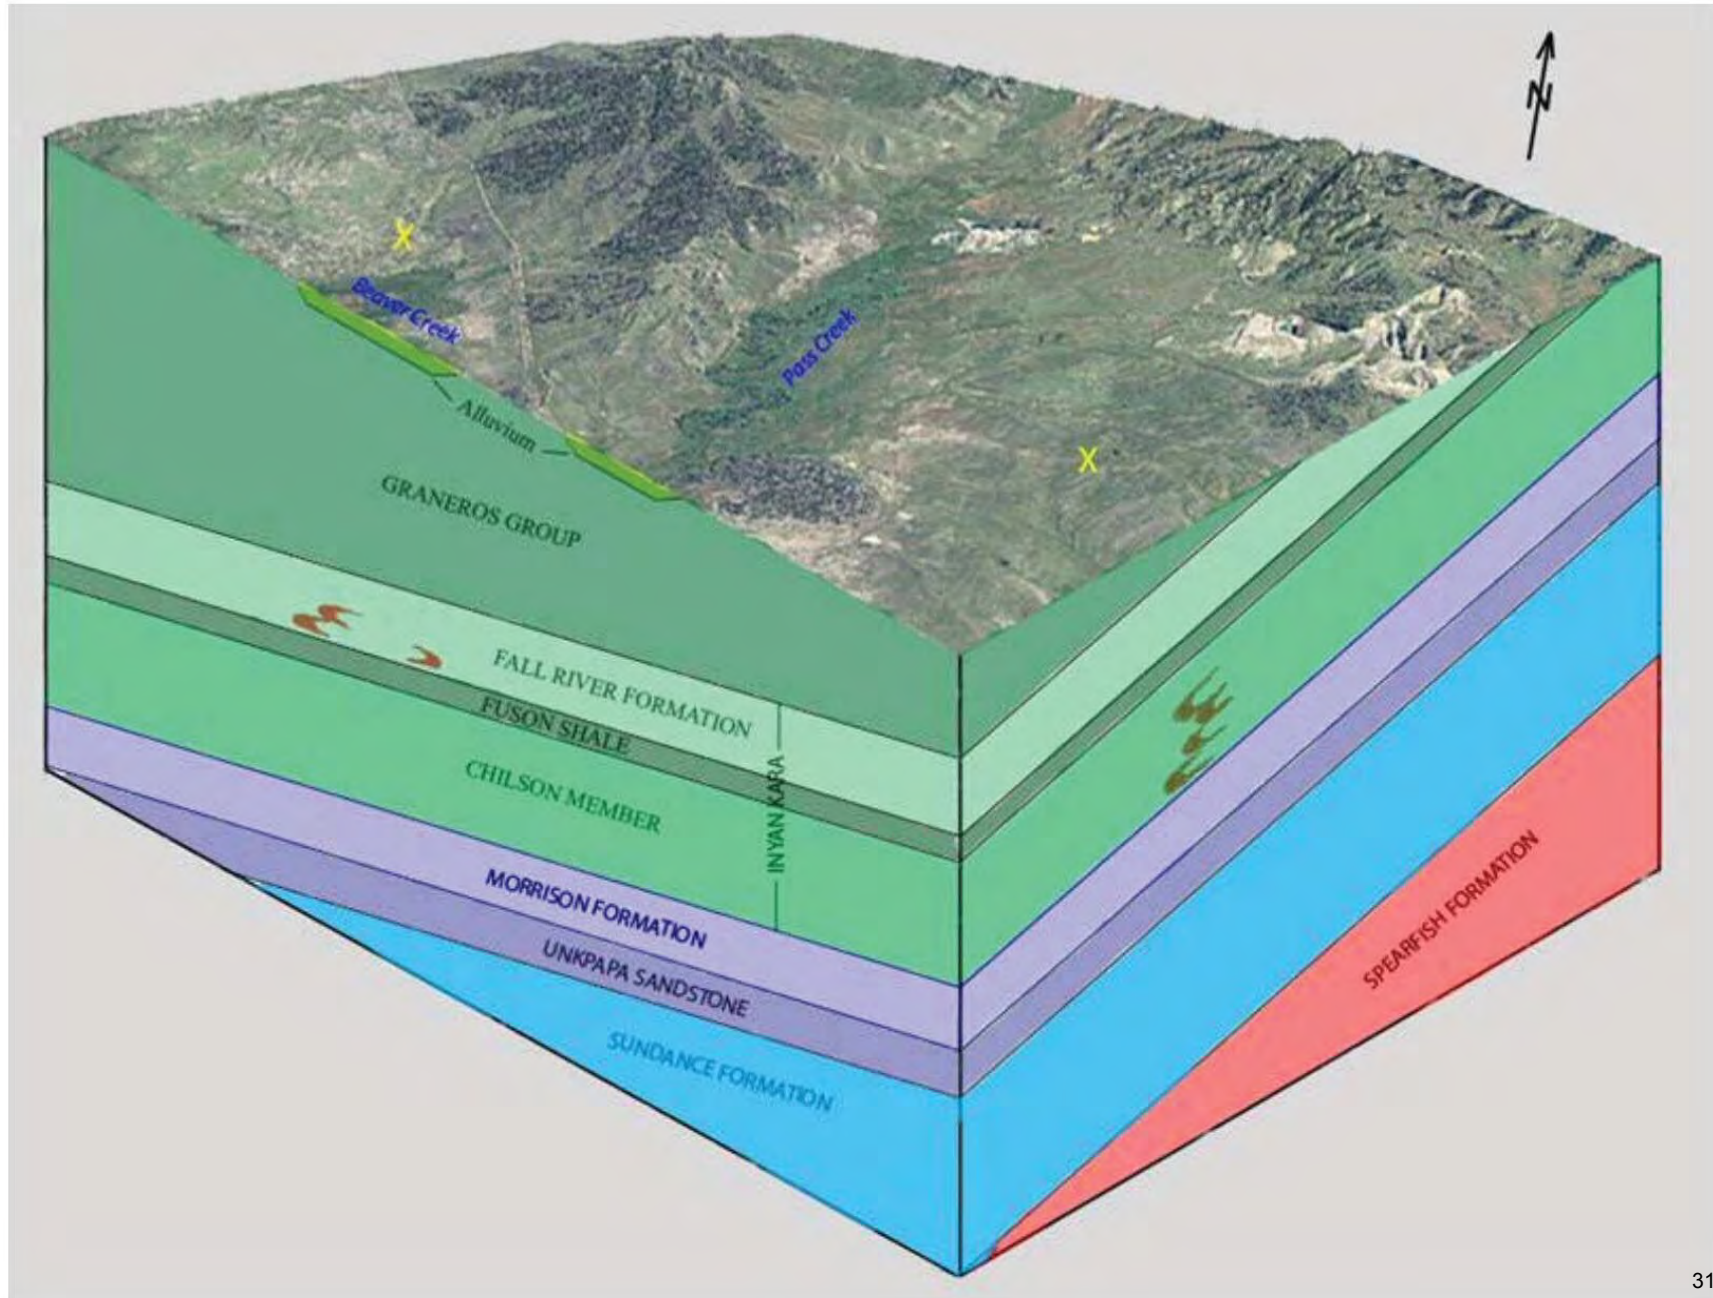 N
X
Beaver Creek
Pass Creek
Alluvium
X
GRANEROS GROUP
FALL RIVER FORMATION
FUSON SHALE
CHILSON MEMBER
INYAN KARA
MORRISON FORMATION
UNKPAPA SANDSTONE
SUNDANCE FORMATION
SPEARFISH FORMATION
31